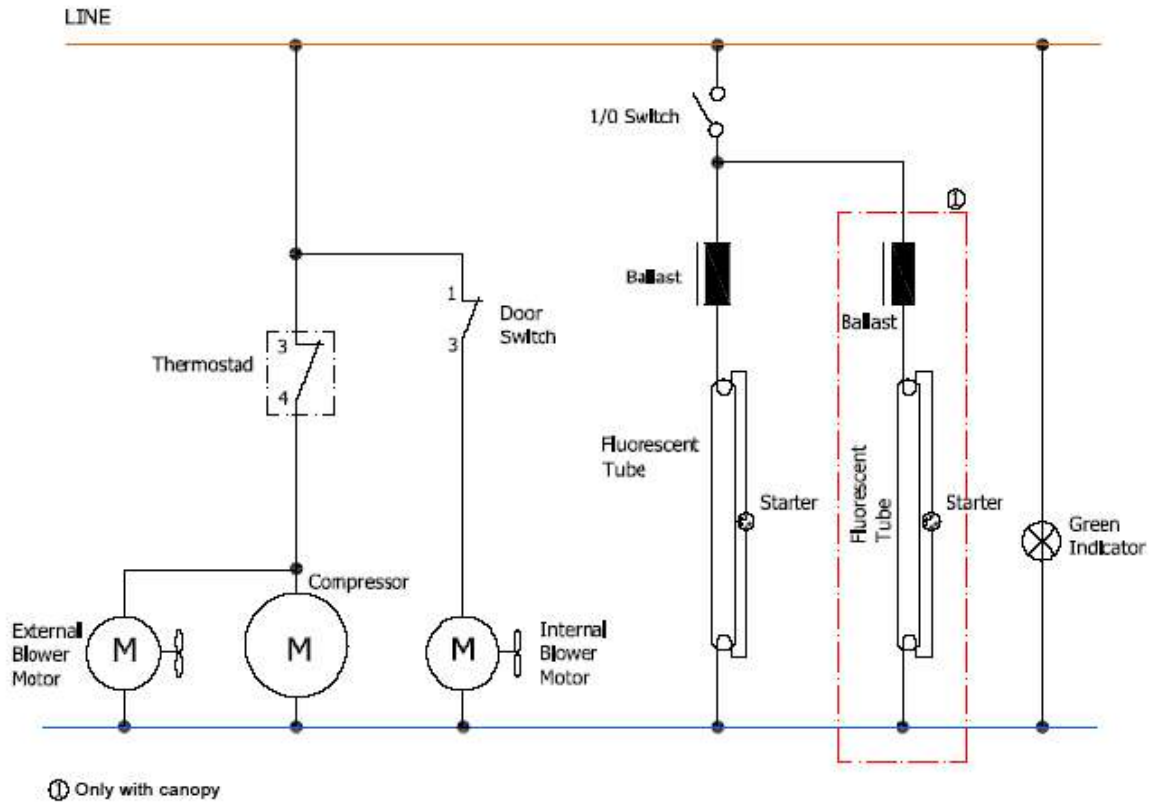 LINE
1/0 Switch
①
Ballast
Ballast
1
Door
Switch
3
Thermostad
3
4
Fluorescent
Tube
Starter
Fluorescent
Tube
Starter
Green
Indicator
Compressor
External
Blower
Motor
M
M
M
Internal
Blower
Motor
① Only with canopy